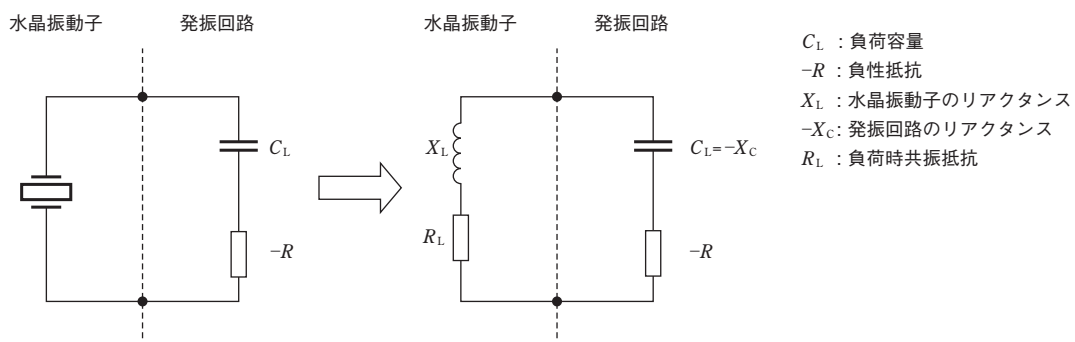 水晶振動子
発振回路
水晶振動子
発振回路
CL
−R
XL
RL
CL=−XC
−R
CL：負荷容量
−R：負性抵抗
XL：水晶振動子のリアクタンス
−XC：発振回路のリアクタンス
RL：負荷時共振抵抗